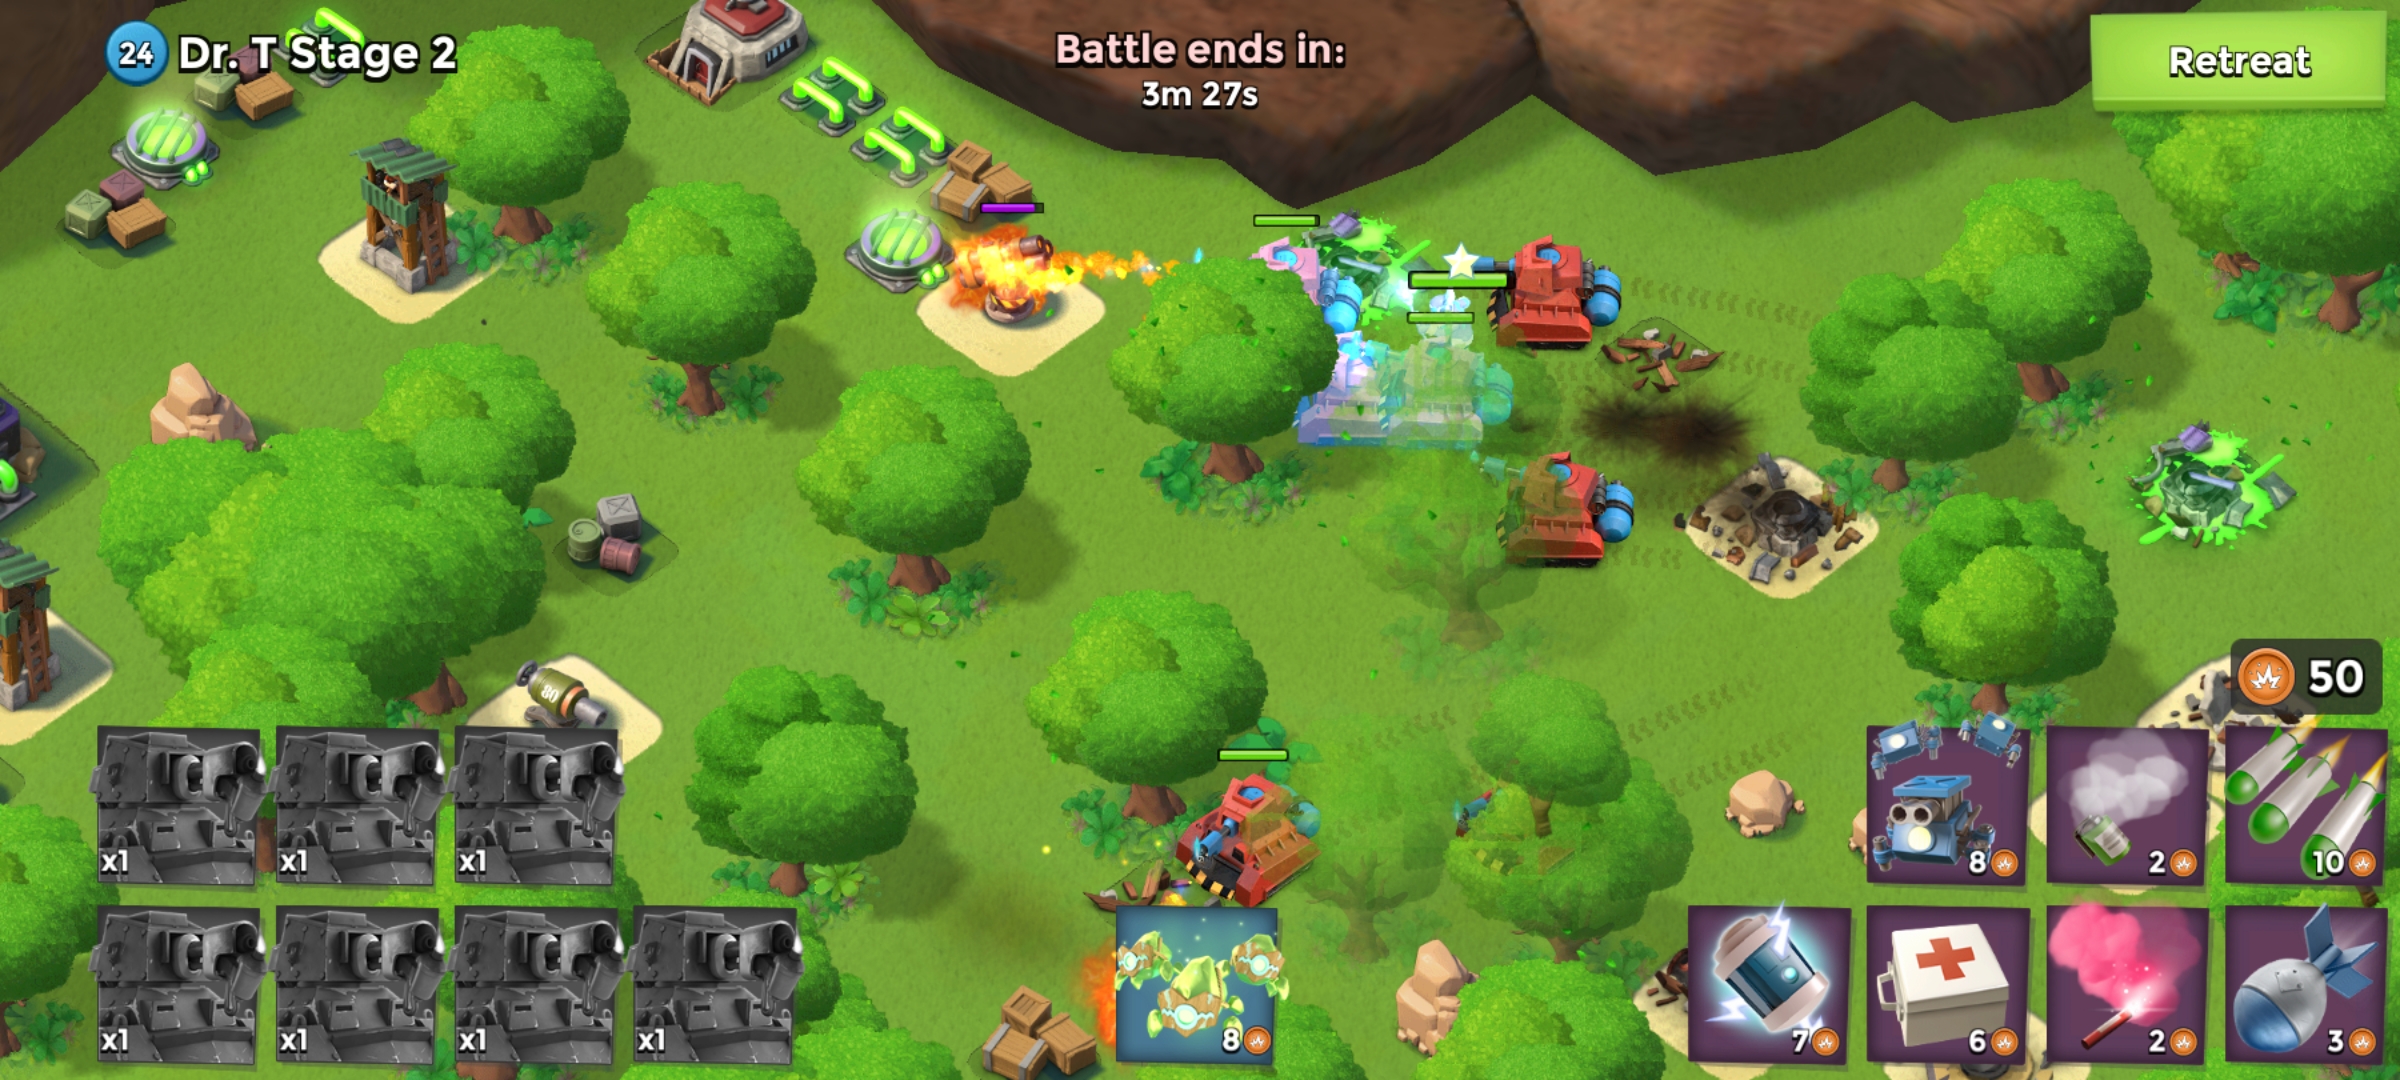 24 Dr. T Stage 2
Battle ends in:
3m 27s
Retreat
80
50
x1 x1 x1
8 2 10
x1 x1 x1 x1
8 7 6 2 3